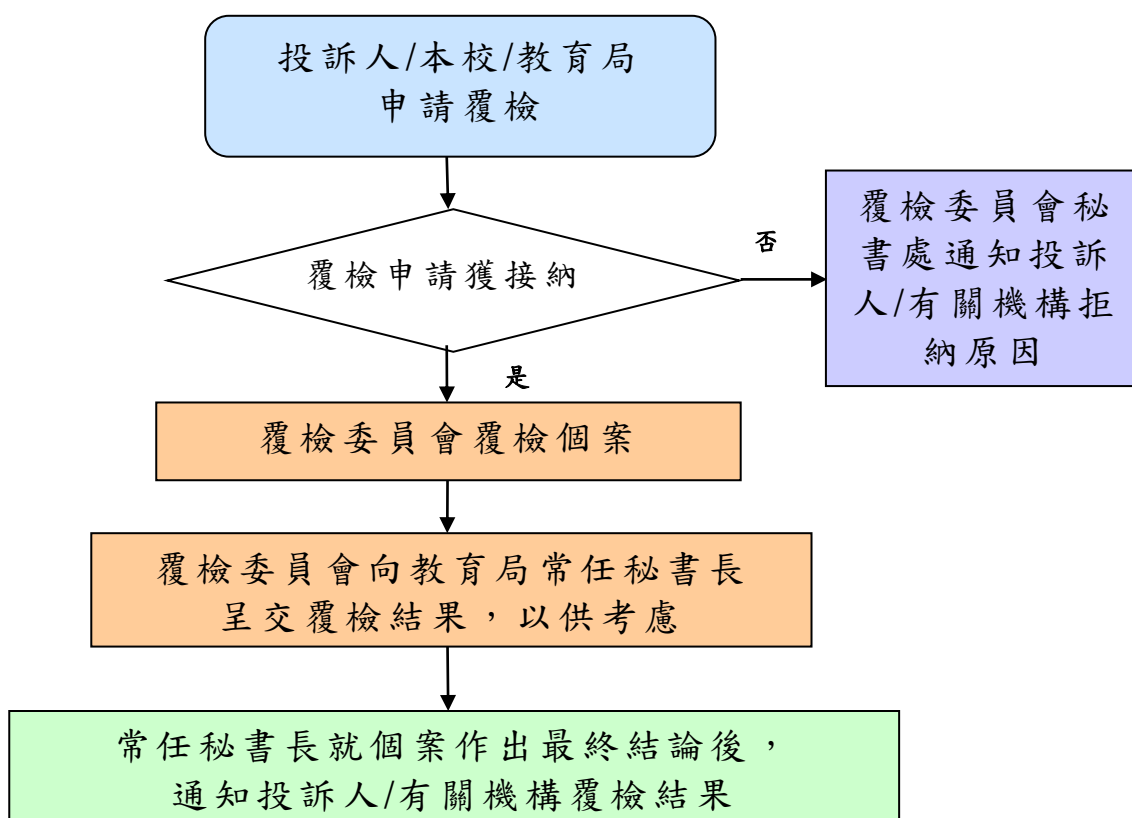 投訴人/本校/教育局
申請覆檢
覆檢申請獲接納
否
覆檢委員會秘
書處通知投訴
人/有關機構拒
納原因
是
覆檢委員會覆檢個案
覆檢委員會向教育局常任秘書長
呈交覆檢結果，以供考慮
常任秘書長就個案作出最終結論後，
通知投訴人/有關機構覆檢結果